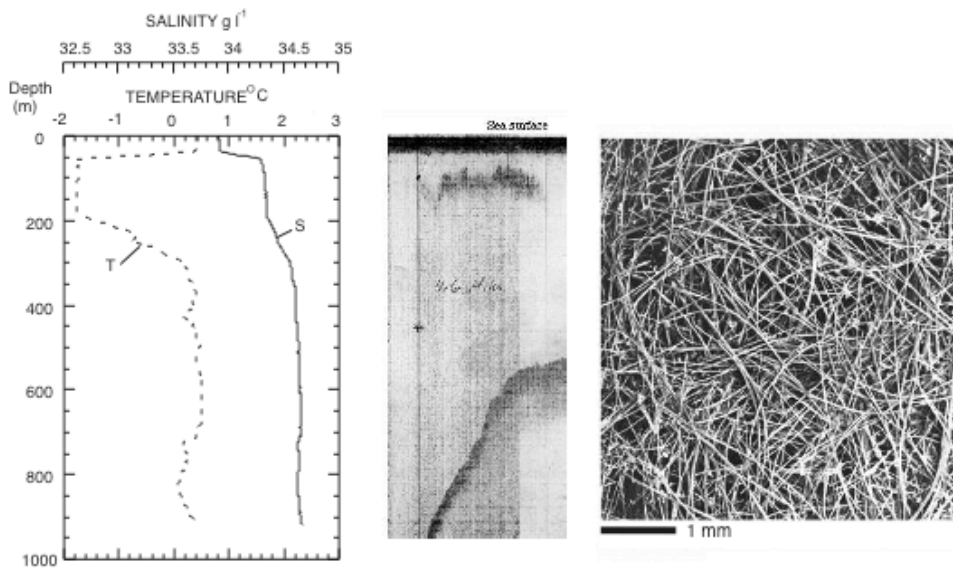 SALINITY g l-1
32.5 33 33.5 34 34.5 35
Depth
(m)
TEMPERATURE°C
-2 -1 0 1 2 3
0
200
400
600
800
1000
S
T
Sea surface
1 mm